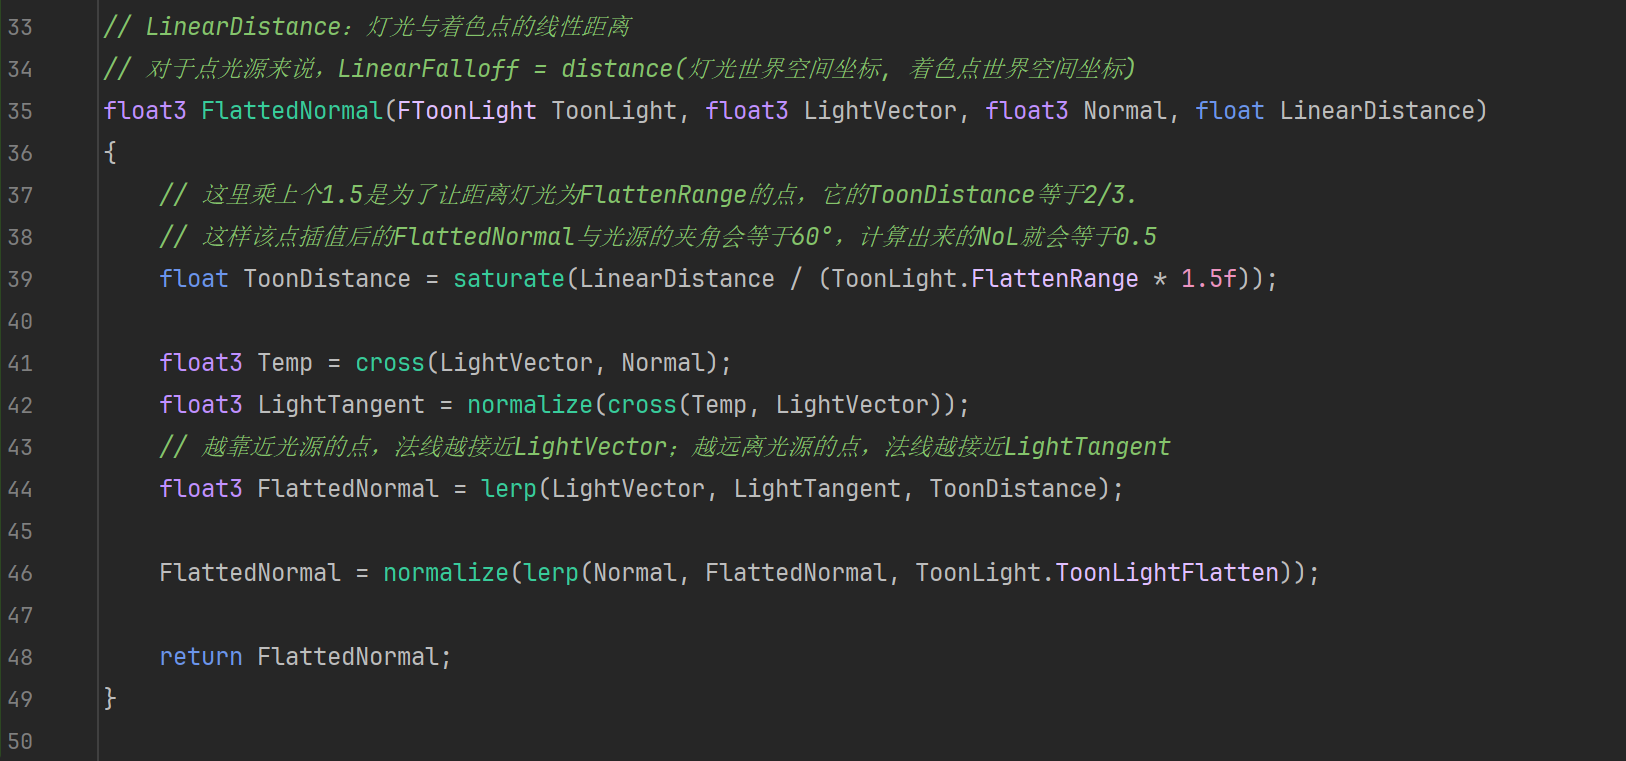 33 // LinearDistance: 灯光与着色点的线性距离
34 // 对于点光源来说，LinearFalloff = distance(灯光世界空间坐标, 着色点世界空间坐标)
35 float3 FlattedNormal(FToonLight ToonLight, float3 LightVector, float3 Normal, float LinearDistance)
36 {
37 // 这里乘上个1.5是为了让距离灯光为FlattenRange的点，它的ToonDistance等于2/3.
38 // 这样该点插值后的FlattedNormal与光源的夹角会等于60°，计算出来的NoL就会等于0.5
39 float ToonDistance = saturate(LinearDistance / (ToonLight.FlattenRange * 1.5f));
40
41 float3 Temp = cross(LightVector, Normal);
42 float3 LightTangent = normalize(cross(Temp, LightVector));
43 // 越靠近光源的点，法线越接近LightVector；越远离光源的点，法线越接近LightTangent
44 float3 FlattedNormal = lerp(LightVector, LightTangent, ToonDistance);
45
46 FlattedNormal = normalize(lerp(Normal, FlattedNormal, ToonLight.ToonLightFlatten));
47
48 return FlattedNormal;
49 }
50